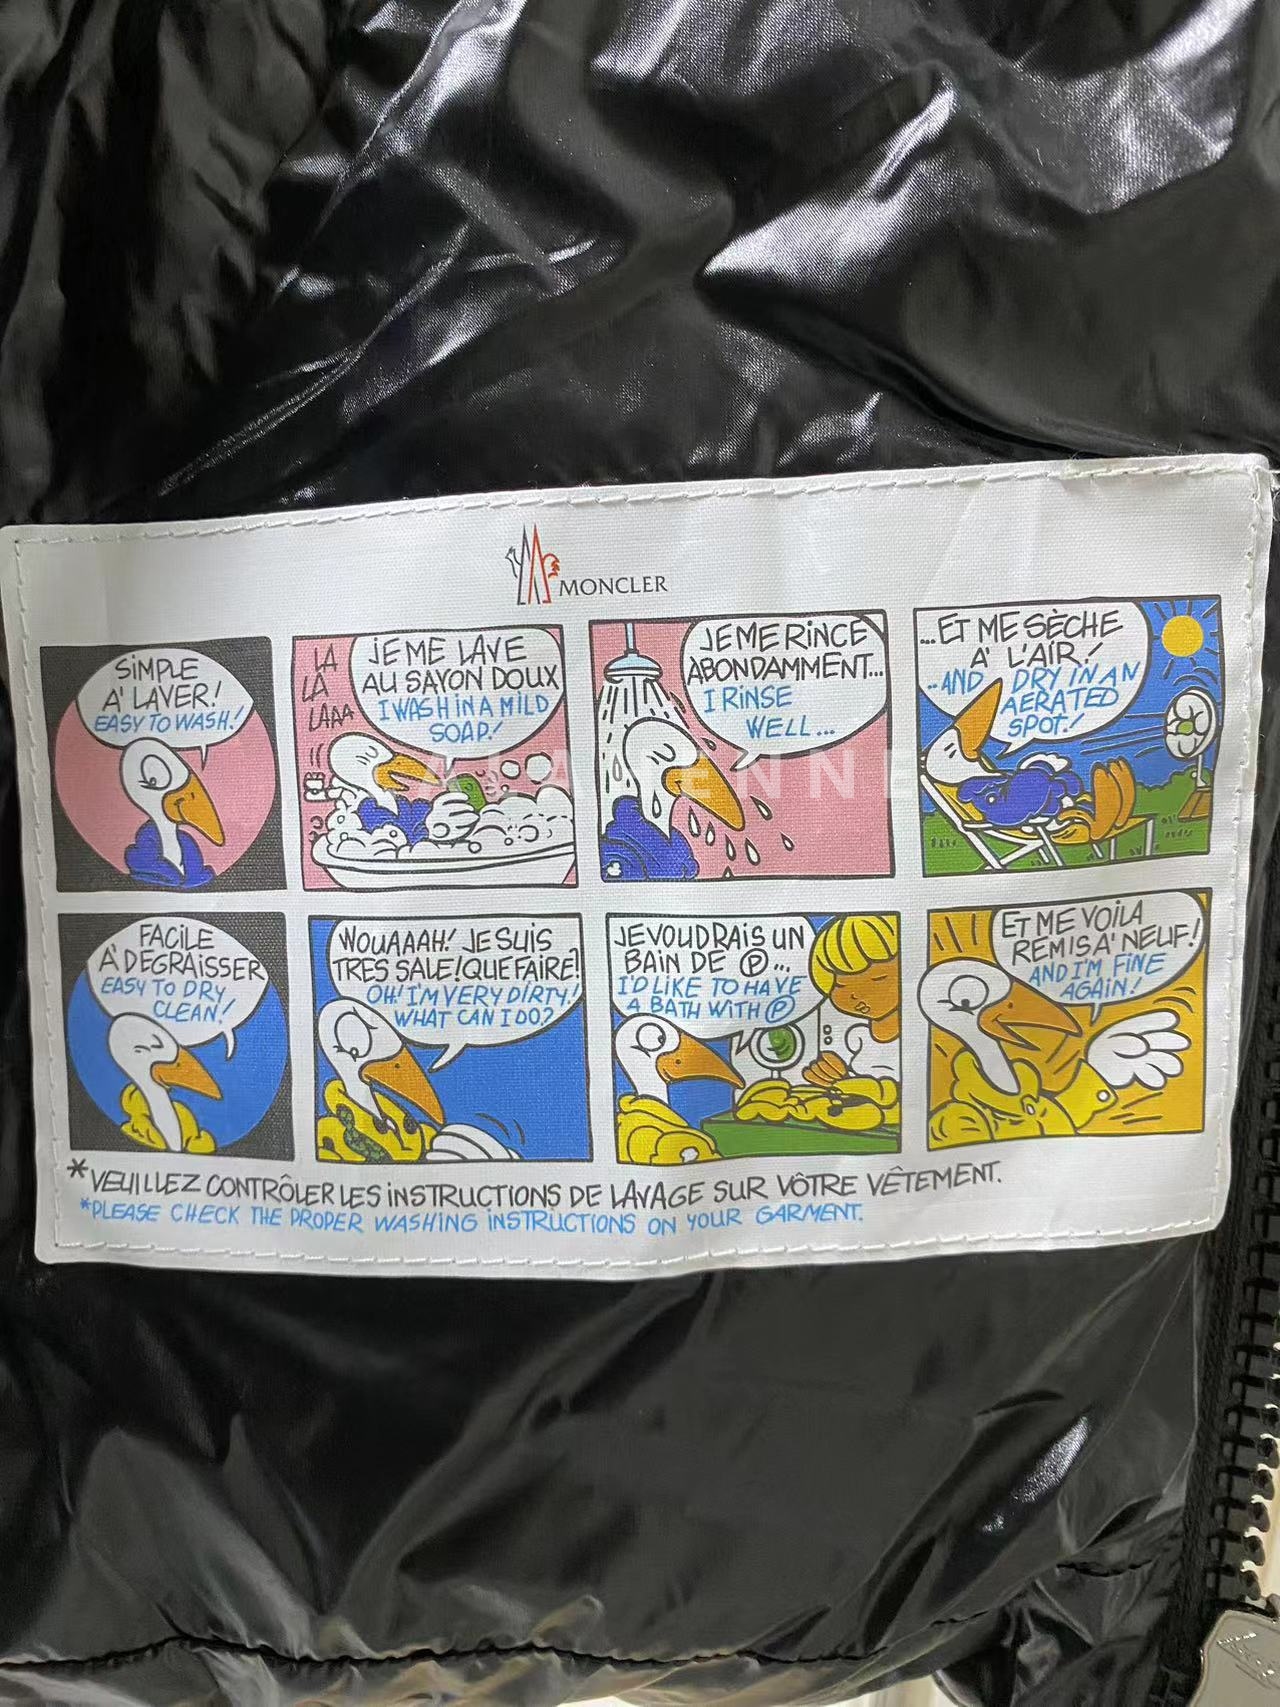 MONCLER
SIMPLE
A' LAVER!
EASY TO WASH!
LA
LA
LAAA
JE ME LAVE
AU SAVON DOUX
I WASH IN A MILD
SOAP!
JE ME RINCE
ABONDAMMENT...
I RINSE
WELL...
...ET ME SÈCHE
A' L'AIR!
..AND DRY IN AN
AERATED
SPOT!
FACILE
A' DEGRAISSER
EASY TO DRY
CLEAN!
WOUAAAH! JE SUIS
TRES SALE! QUE FAIRE?
OH! I'M VERY DIRTY!
WHAT CAN I DO?
JE VOUDRAIS UN
BAIN DE Ⓟ...
I'D LIKE TO HAVE
A BATH WITH Ⓟ
ET ME VOILA
REMIS A' NEUF!
AND I'M FINE
AGAIN!
*VEUILLEZ CONTRÔLER LES INSTRUCTIONS DE LAVAGE SUR VÔTRE VÊTEMENT.
*PLEASE CHECK THE PROPER WASHING INSTRUCTIONS ON YOUR GARMENT.